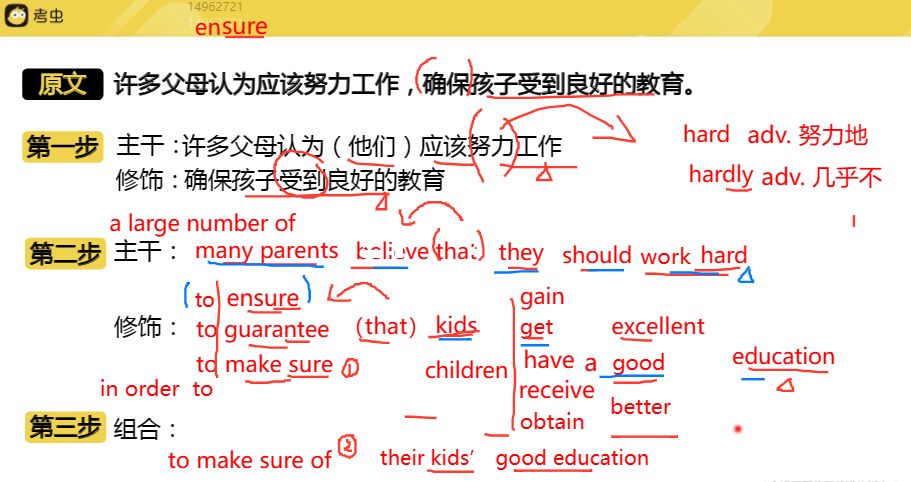 考虫
14962721
ensure
原文 许多父母认为应该努力工作，确保孩子受到良好的教育。
第一步 主干：许多父母认为（他们）应该努力工作
修饰：确保孩子受到良好的教育
hard adv. 努力地
hardly adv. 几乎不
a large number of
第二步 主干： many parents believe (that) they should work hard
(to ensure) gain
修饰： to guarantee （that） kids get excellent
to make sure ① children have a good education
in order to receive
obtain better
第三步 组合：
to make sure of ② their kids' good education